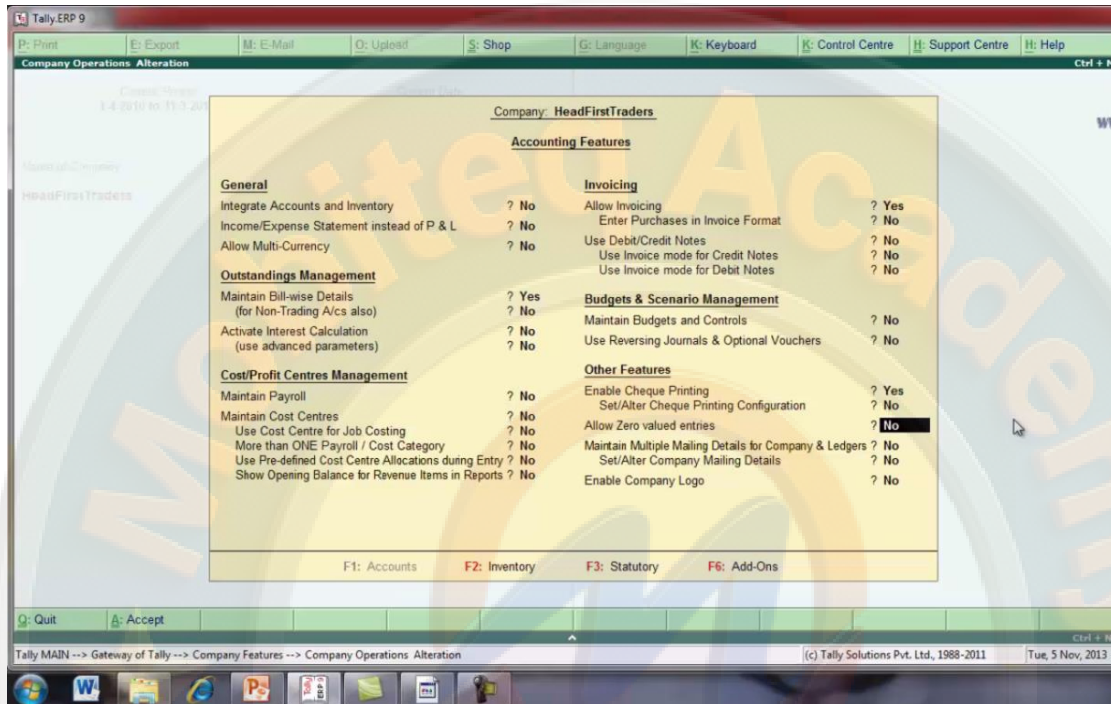 Tally.ERP 9
P: Print E: Export M: E-Mail O: Upload S: Shop G: Language K: Keyboard K: Control Centre H: Support Centre H: Help
Company Operations Alteration Ctrl +
Current Period Current Date
Name of Company
HeadFirstTraders
Company: HeadFirstTraders
Accounting Features
General
Integrate Accounts and Inventory ? No
Income/Expense Statement instead of P & L ? No
Allow Multi-Currency ? No
Outstandings Management
Maintain Bill-wise Details ? Yes
(for Non-Trading A/cs also) ? No
Activate Interest Calculation ? No
(use advanced parameters) ? No
Cost/Profit Centres Management
Maintain Payroll ? No
Maintain Cost Centres ? No
Use Cost Centre for Job Costing ? No
More than ONE Payroll / Cost Category ? No
Use Pre-defined Cost Centre Allocations during Entry ? No
Show Opening Balance for Revenue Items in Reports ? No
Invoicing
Allow Invoicing ? Yes
Enter Purchases in Invoice Format ? No
Use Debit/Credit Notes ? No
Use Invoice mode for Credit Notes ? No
Use Invoice mode for Debit Notes ? No
Budgets & Scenario Management
Maintain Budgets and Controls ? No
Use Reversing Journals & Optional Vouchers ? No
Other Features
Enable Cheque Printing ? Yes
Set/Alter Cheque Printing Configuration ? No
Allow Zero valued entries ? No
Maintain Multiple Mailing Details for Company & Ledgers ? No
Set/Alter Company Mailing Details ? No
Enable Company Logo ? No
F1: Accounts F2: Inventory F3: Statutory F6: Add-Ons
Q: Quit A: Accept
Ctrl +
Tally MAIN --> Gateway of Tally --> Company Features --> Company Operations Alteration (c) Tally Solutions Pvt. Ltd., 1988-2011 Tue, 5 Nov, 2013